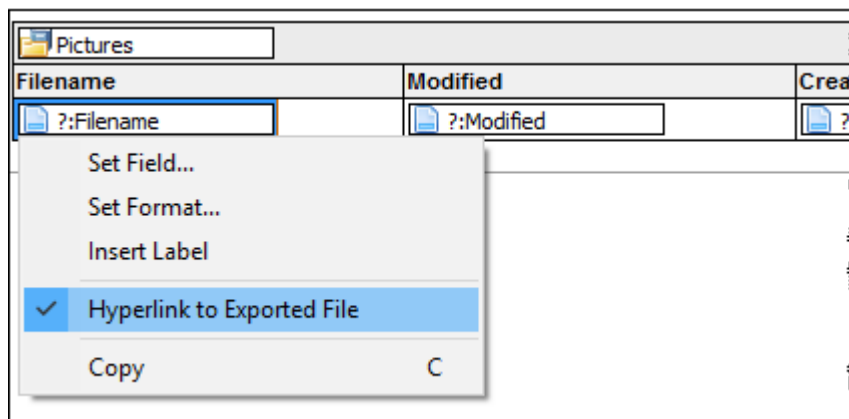 Pictures
Filename Modified Crea
?:Filename ?:Modified ?
Set Field...
Set Format...
Insert Label
Hyperlink to Exported File
Copy C